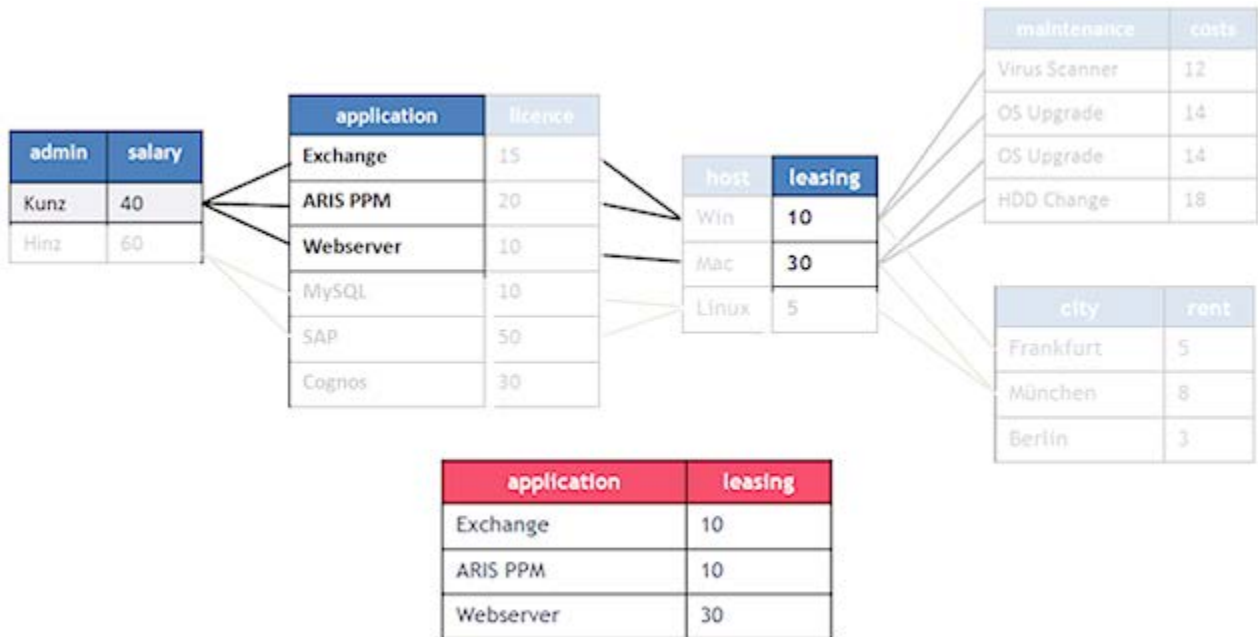 admin salary
Kunz 40
Hinz 60
application licence
Exchange 15
ARIS PPM 20
Webserver 10
MySQL 10
SAP 50
Cognos 30
host leasing
Win 10
Mac 30
Linux 5
maintenance costs
Virus Scanner 12
OS Upgrade 14
OS Upgrade 14
HDD Change 18
city rent
Frankfurt 5
München 8
Berlin 3
application leasing
Exchange 10
ARIS PPM 10
Webserver 30